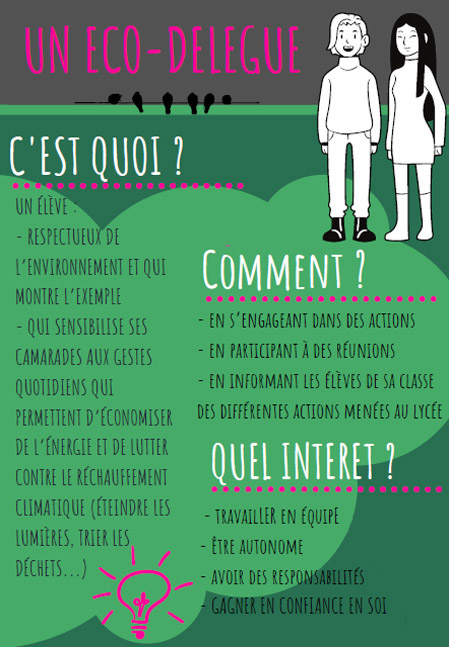 UN ECO-DELEGUE
C'EST QUOI ?
UN ÉLÈVE :
- RESPECTUEUX DE
L'ENVIRONNEMENT ET QUI
MONTRE L'EXEMPLE
- QUI SENSIBILISE SES
CAMARADES AUX GESTES
QUOTIDIENS QUI
PERMETTENT D'ÉCONOMISER
DE L'ÉNERGIE ET DE LUTTER
CONTRE LE RÉCHAUFFEMENT
CLIMATIQUE (ÉTEINDRE LES
LUMIÈRES, TRIER LES
DÉCHETS...)
Comment ?
- EN S'ENGAGEANT DANS DES ACTIONS
- EN PARTICIPANT À DES RÉUNIONS
- EN INFORMANT LES ÉLÈVES DE SA CLASSE
DES DIFFÉRENTES ACTIONS MENÉES AU LYCÉE
QUEL INTERET ?
- TRAVAILLER EN ÉQUIPE
- ÊTRE AUTONOME
- AVOIR DES RESPONSABILITÉS
- GAGNER EN CONFIANCE EN SOI